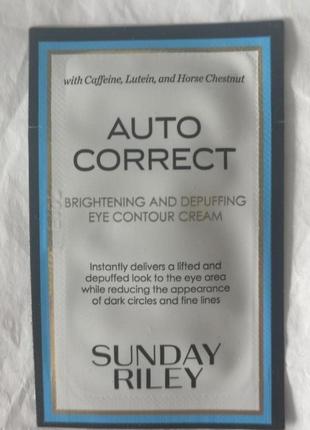 with Caffeine, Lutein, and Horse Chestnut
AUTO
CORRECT
BRIGHTENING AND DEPUFFING
EYE CONTOUR CREAM
Instantly delivers a lifted and
depuffed look to the eye area
while reducing the appearance
of dark circles and fine lines
SUNDAY
RILEY